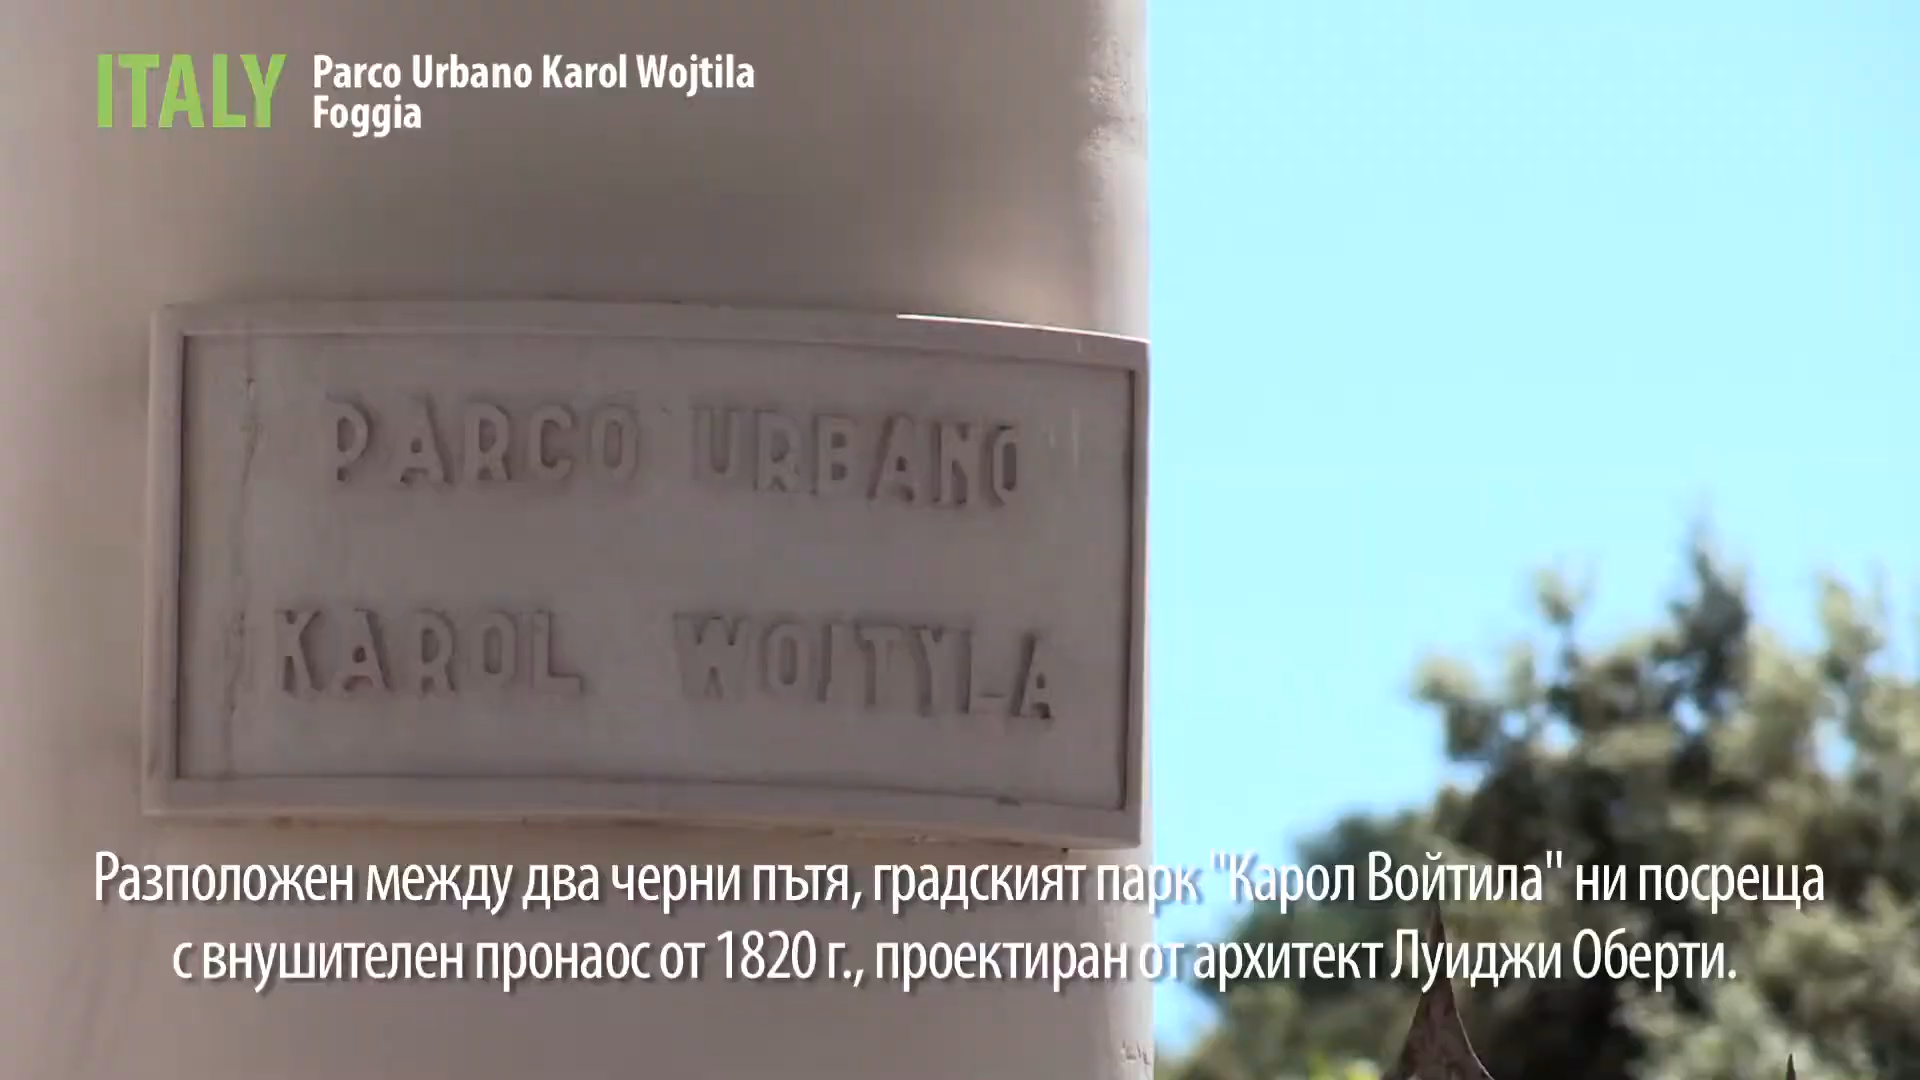 ITALY
Parco Urbano Karol Wojtila
Foggia
PARCO URBANO
KAROL WOJTYLA
Разположен между два черни пътя, градският парк "Карол Войтила" ни посреща
с внушителен пронаос от 1820 г., проектиран от архитект Луиджи Оберти.